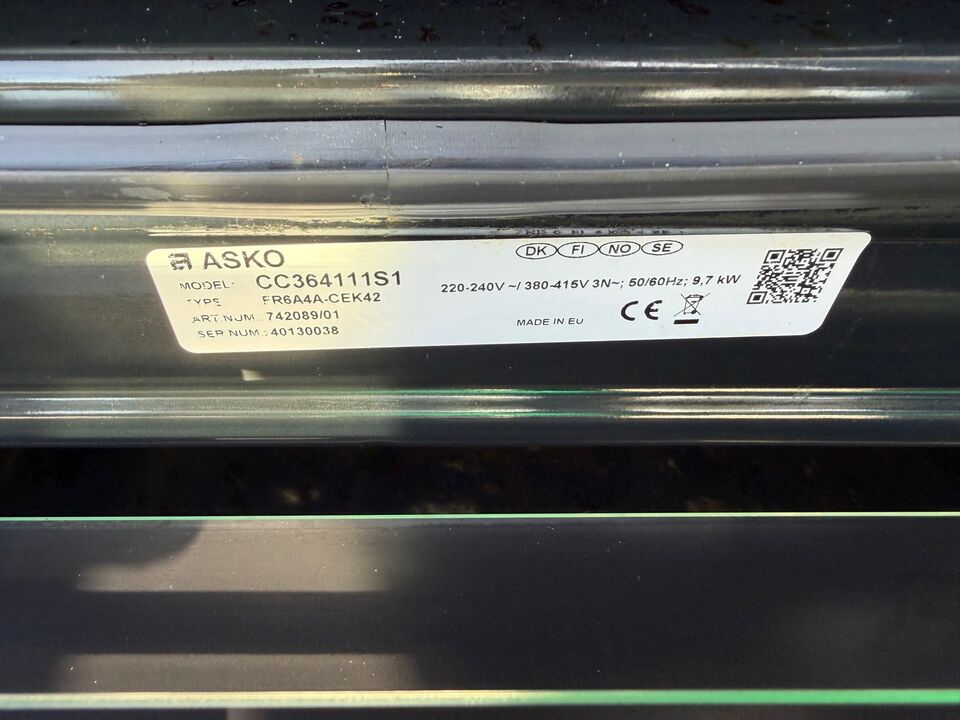 ASKO
MODEL: CC364111S1
TYPE FR6A4A-CEK42
ART.NUM.: 742089/01
SER NUM.: 40130038
DK FI NO SE
220-240V ~/ 380-415V 3N~; 50/60Hz; 9,7 kW
MADE IN EU
CE